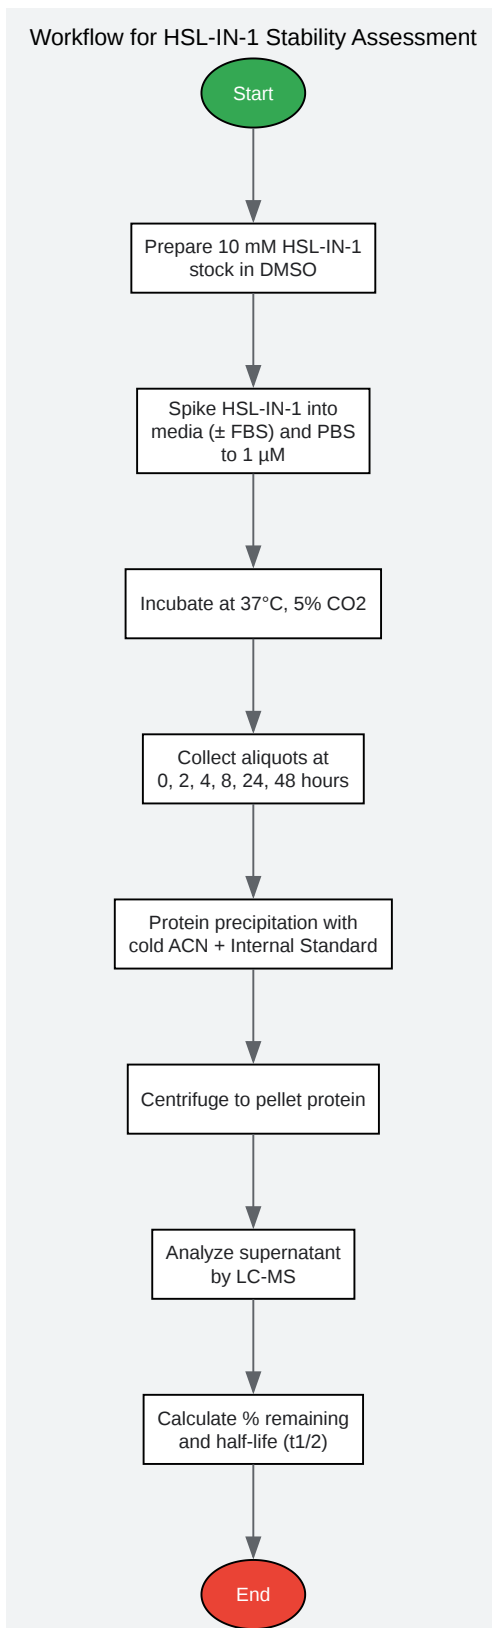 Workflow for HSL-IN-1 Stability Assessment
Start
Prepare 10 mM HSL-IN-1
stock in DMSO
Spike HSL-IN-1 into
media (± FBS) and PBS
to 1 µM
Incubate at 37°C, 5% CO2
Collect aliquots at
0, 2, 4, 8, 24, 48 hours
Protein precipitation with
cold ACN + Internal Standard
Centrifuge to pellet protein
Analyze supernatant
by LC-MS
Calculate % remaining
and half-life (t1/2)
End